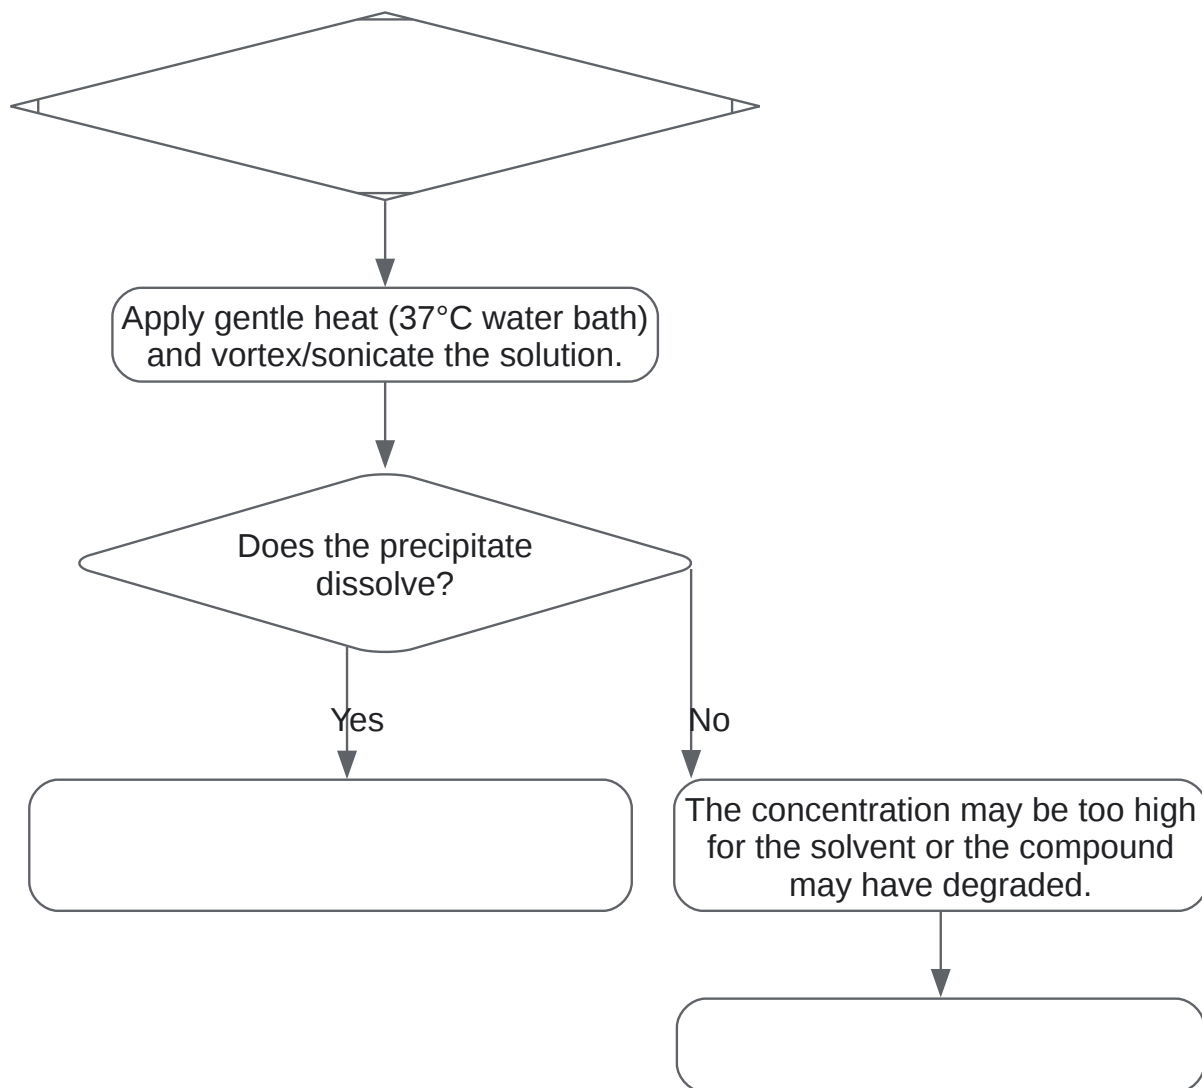 Apply gentle heat (37°C water bath)
and vortex/sonicate the solution.
Does the precipitate
dissolve?
Yes
No
The concentration may be too high
for the solvent or the compound
may have degraded.